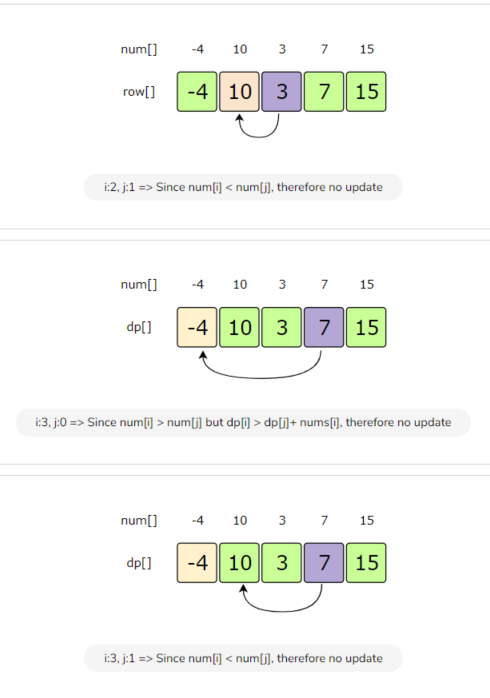 num[] -4 10 3 7 15
row[] -4 10 3 7 15
i:2, j:1 => Since num[i] < num[j], therefore no update
num[] -4 10 3 7 15
dp[] -4 10 3 7 15
i:3, j:0 => Since num[i] > num[j] but dp[i] > dp[j]+ nums[i], therefore no update
num[] -4 10 3 7 15
dp[] -4 10 3 7 15
i:3, j:1 => Since num[i] < num[j], therefore no update